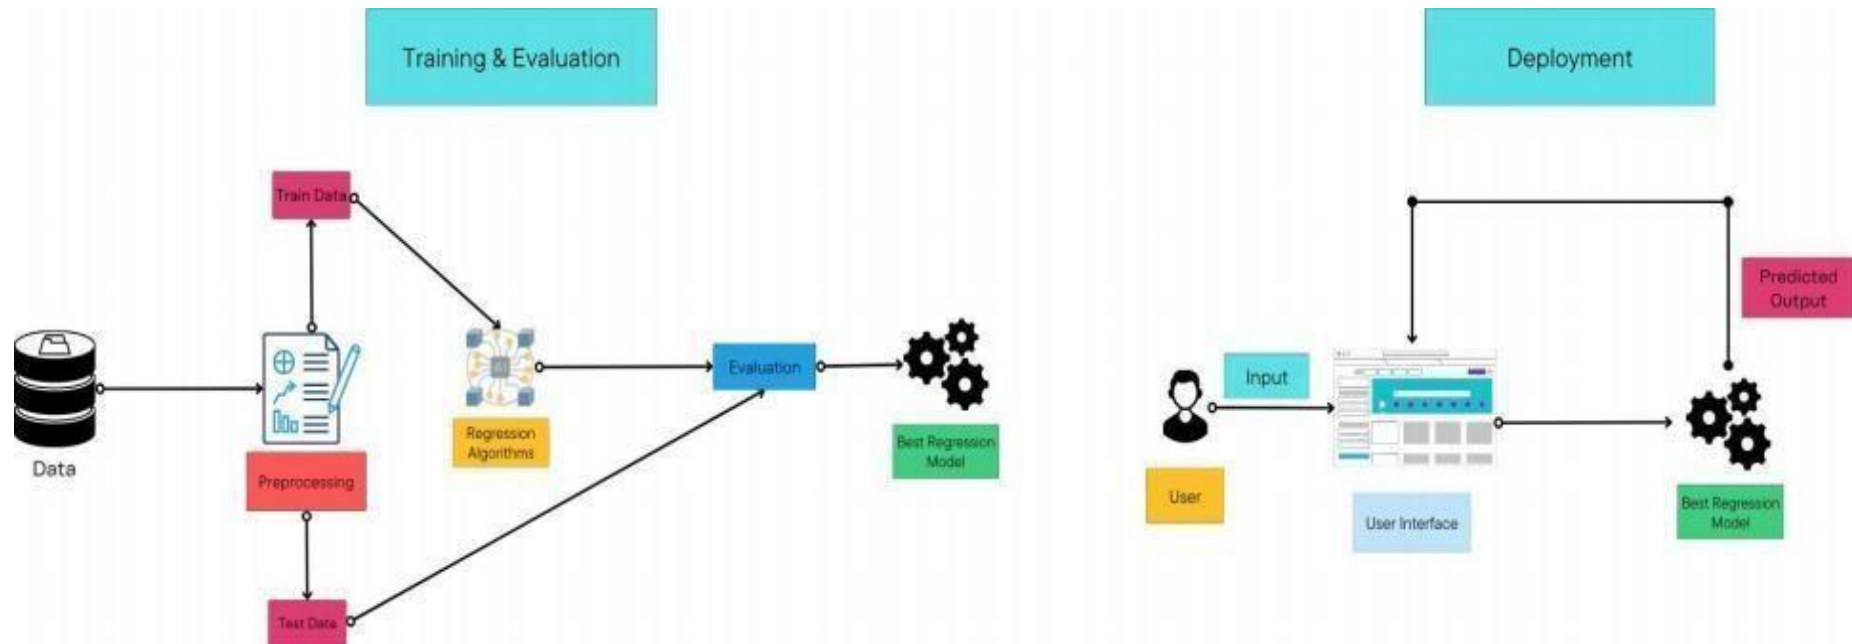 Training & Evaluation
Deployment
Train Data
Predicted
Output
Evaluation
Input
Regression
Algorithms
Best Regression
Model
Data
Preprocessing
User
User Interface
Best Regression
Model
Test Data